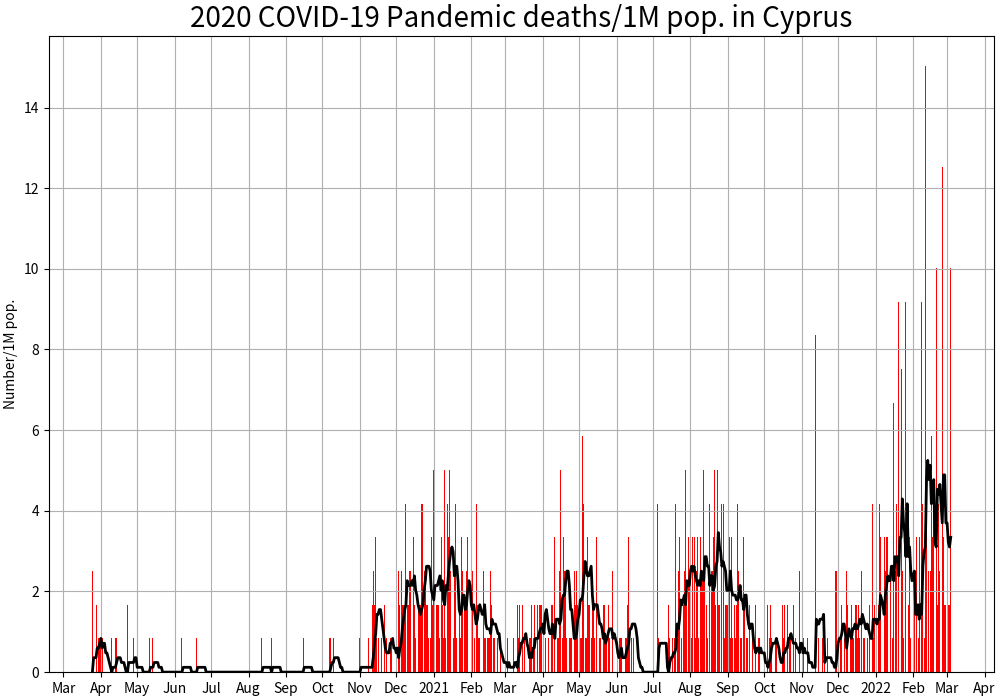 2020 COVID-19 Pandemic deaths/1M pop. in Cyprus
Number/1M pop.
14
12
10
8
6
4
2
0
Mar Apr May Jun Jul Aug Sep Oct Nov Dec 2021 Feb Mar Apr May Jun Jul Aug Sep Oct Nov Dec 2022 Feb Mar Apr